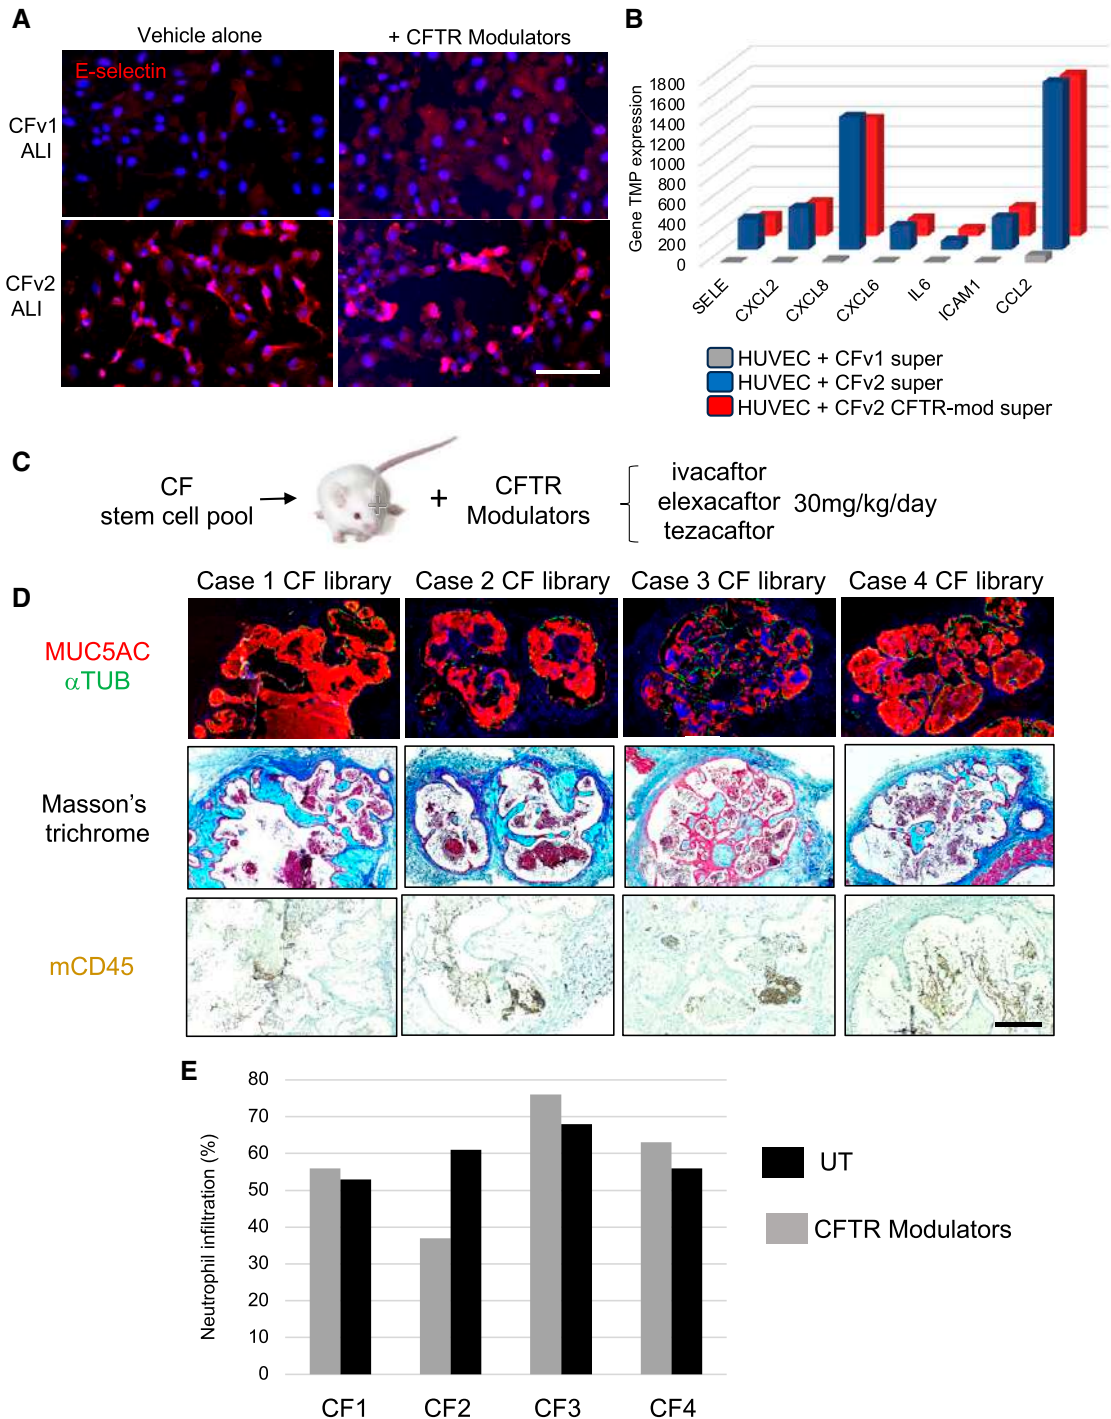 A
Vehicle alone
+ CFTR Modulators
E-selectin
CFv1
ALI
CFv2
ALI
B
Gene TMP expression
1800
1600
1400
1200
1000
800
600
400
200
0
SELE
CXCL2
CXCL8
CXCL6
IL6
ICAM1
CCL2
HUVEC + CFv1 super
HUVEC + CFv2 super
HUVEC + CFv2 CFTR-mod super
C
CF
stem cell pool
+
CFTR
Modulators
ivacaftor
elexacaftor
tezacaftor
30mg/kg/day
D
Case 1 CF library
Case 2 CF library
Case 3 CF library
Case 4 CF library
MUC5AC
αTUB
Masson's
trichrome
mCD45
E
Neutrophil infiltration (%)
80
70
60
50
40
30
20
10
0
CF1
CF2
CF3
CF4
UT
CFTR Modulators